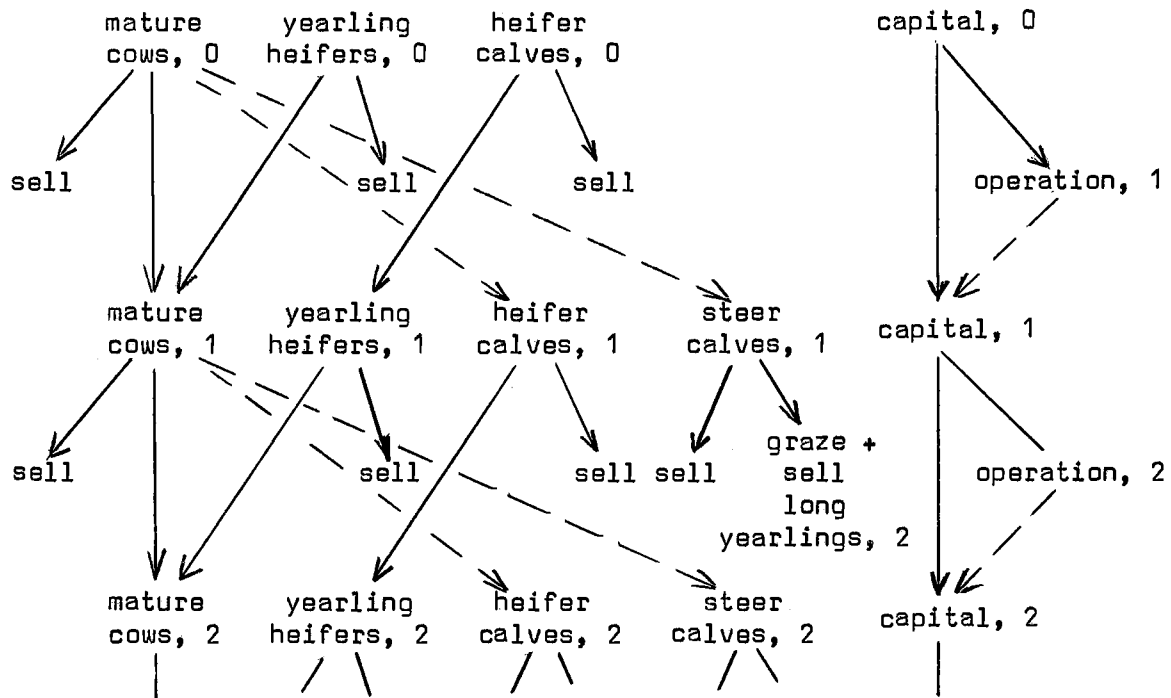 mature yearling heifer capital, 0
cows, 0 heifers, 0 calves, 0
sell sell sell operation, 1
mature yearling heifer steer capital, 1
cows, 1 heifers, 1 calves, 1 calves, 1
graze +
sell sell sell sell sell operation, 2
long
yearlings, 2
mature yearling heifer steer capital, 2
cows, 2 heifers, 2 calves, 2 calves, 2